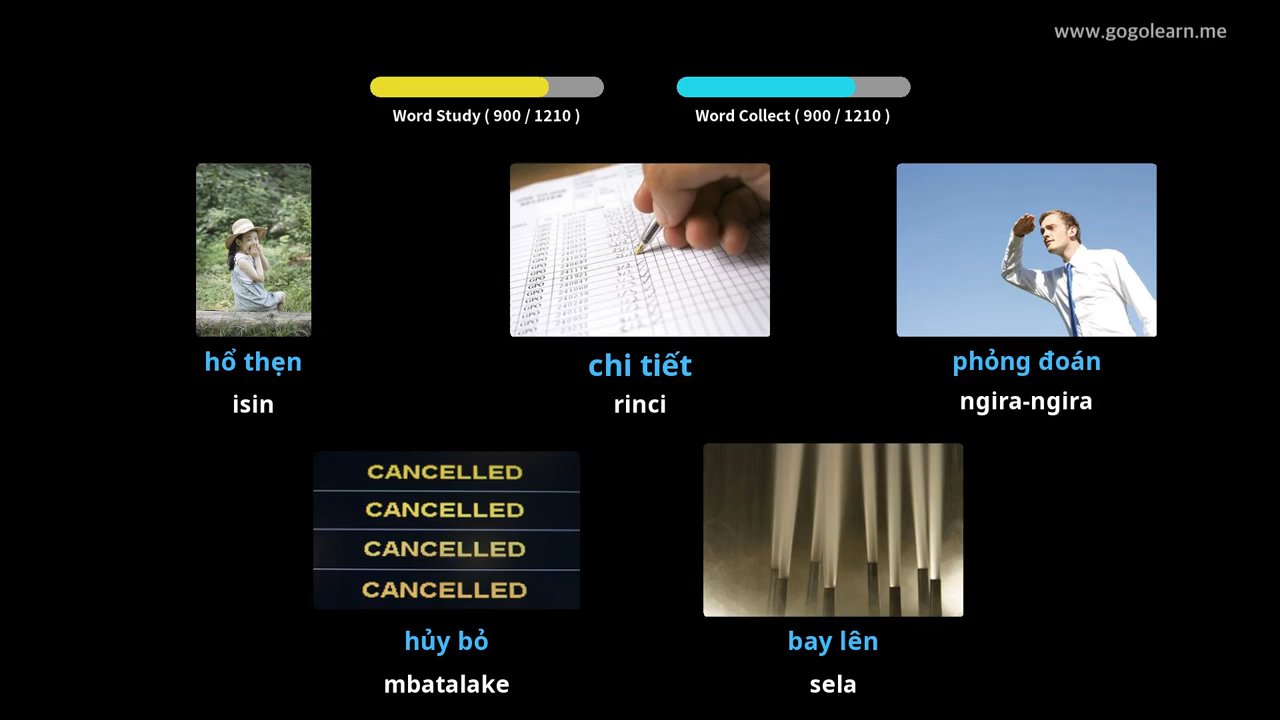 www.gogolearn.me
Word Study ( 900 / 1210 )
Word Collect ( 900 / 1210 )
hổ thẹn
isin
chi tiết
rinci
phỏng đoán
ngira-ngira
CANCELLED
CANCELLED
CANCELLED
CANCELLED
hủy bỏ
mbatalake
bay lên
sela